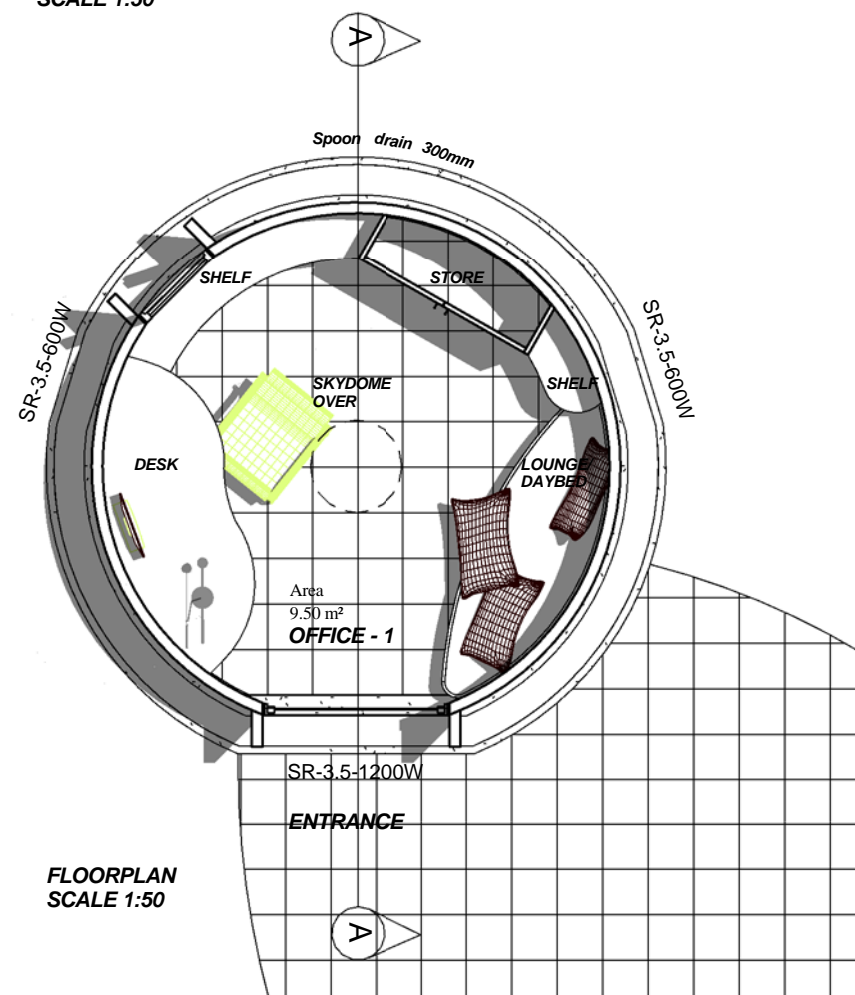 SCALE 1:50
A
Spoon drain 300mm
SHELF
STORE
SR-3.5-600W
SR-3.5-600W
SKYDOME
OVER
SHELF
DESK
LOUNGE
DAYBED
Area
9.50 m²
OFFICE - 1
SR-3.5-1200W
ENTRANCE
FLOORPLAN
SCALE 1:50
A